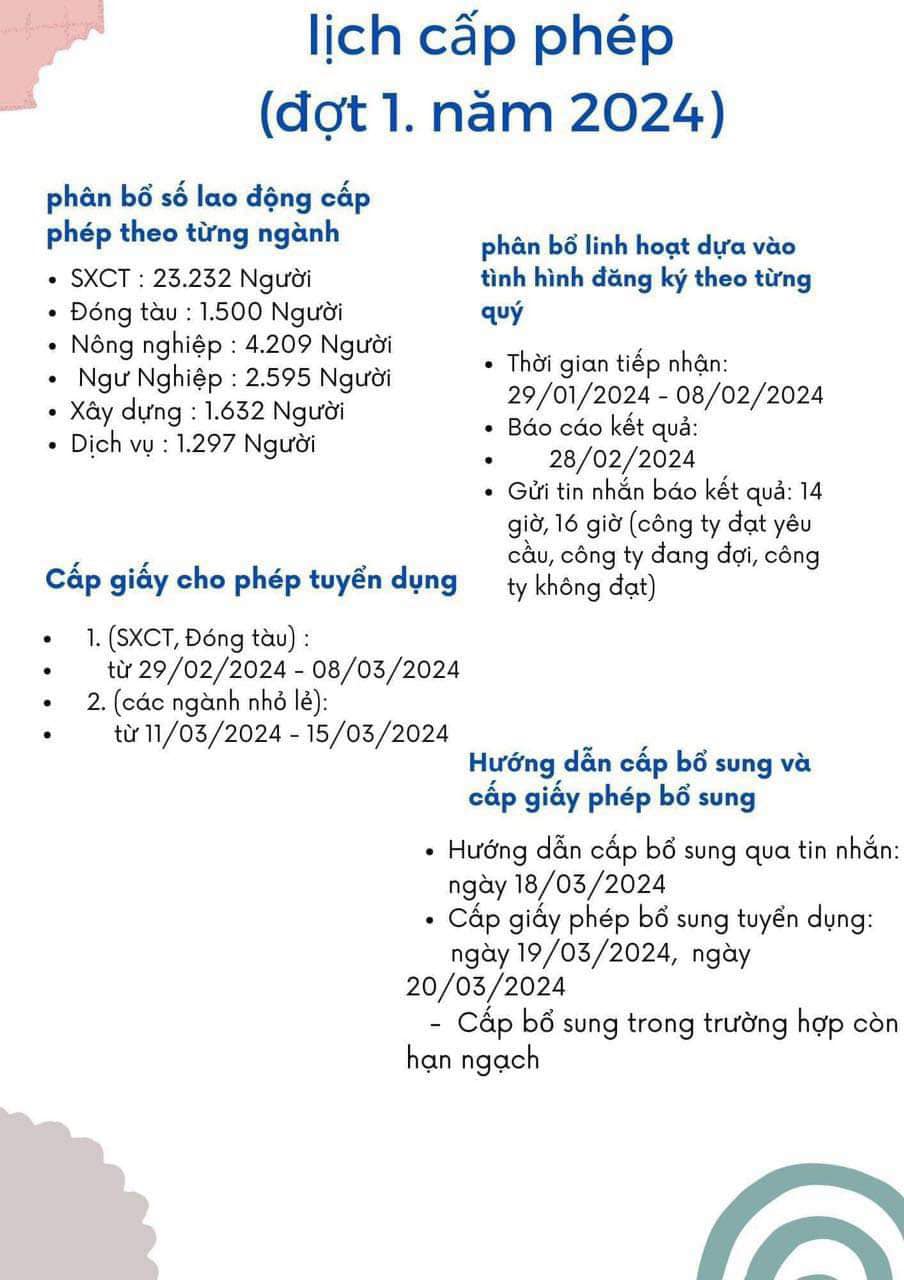 lịch cấp phép
(đợt 1. năm 2024)
phân bổ số lao động cấp
phép theo từng ngành
• SXCT : 23.232 Người
• Đóng tàu : 1.500 Người
• Nông nghiệp : 4.209 Người
• Ngư Nghiệp : 2.595 Người
• Xây dựng : 1.632 Người
• Dịch vụ : 1.297 Người
phân bổ linh hoạt dựa vào
tình hình đăng ký theo từng
quý
• Thời gian tiếp nhận:
29/01/2024 - 08/02/2024
• Báo cáo kết quả:
• 28/02/2024
• Gửi tin nhắn báo kết quả: 14
giờ, 16 giờ (công ty đạt yêu
cầu, công ty đang đợi, công
ty không đạt)
Cấp giấy cho phép tuyển dụng
• 1. (SXCT, Đóng tàu) :
• từ 29/02/2024 - 08/03/2024
• 2. (các ngành nhỏ lẻ):
• từ 11/03/2024 - 15/03/2024
Hướng dẫn cấp bổ sung và
cấp giấy phép bổ sung
• Hướng dẫn cấp bổ sung qua tin nhắn:
ngày 18/03/2024
• Cấp giấy phép bổ sung tuyển dụng:
ngày 19/03/2024, ngày
20/03/2024
- Cấp bổ sung trong trường hợp còn
hạn ngạch